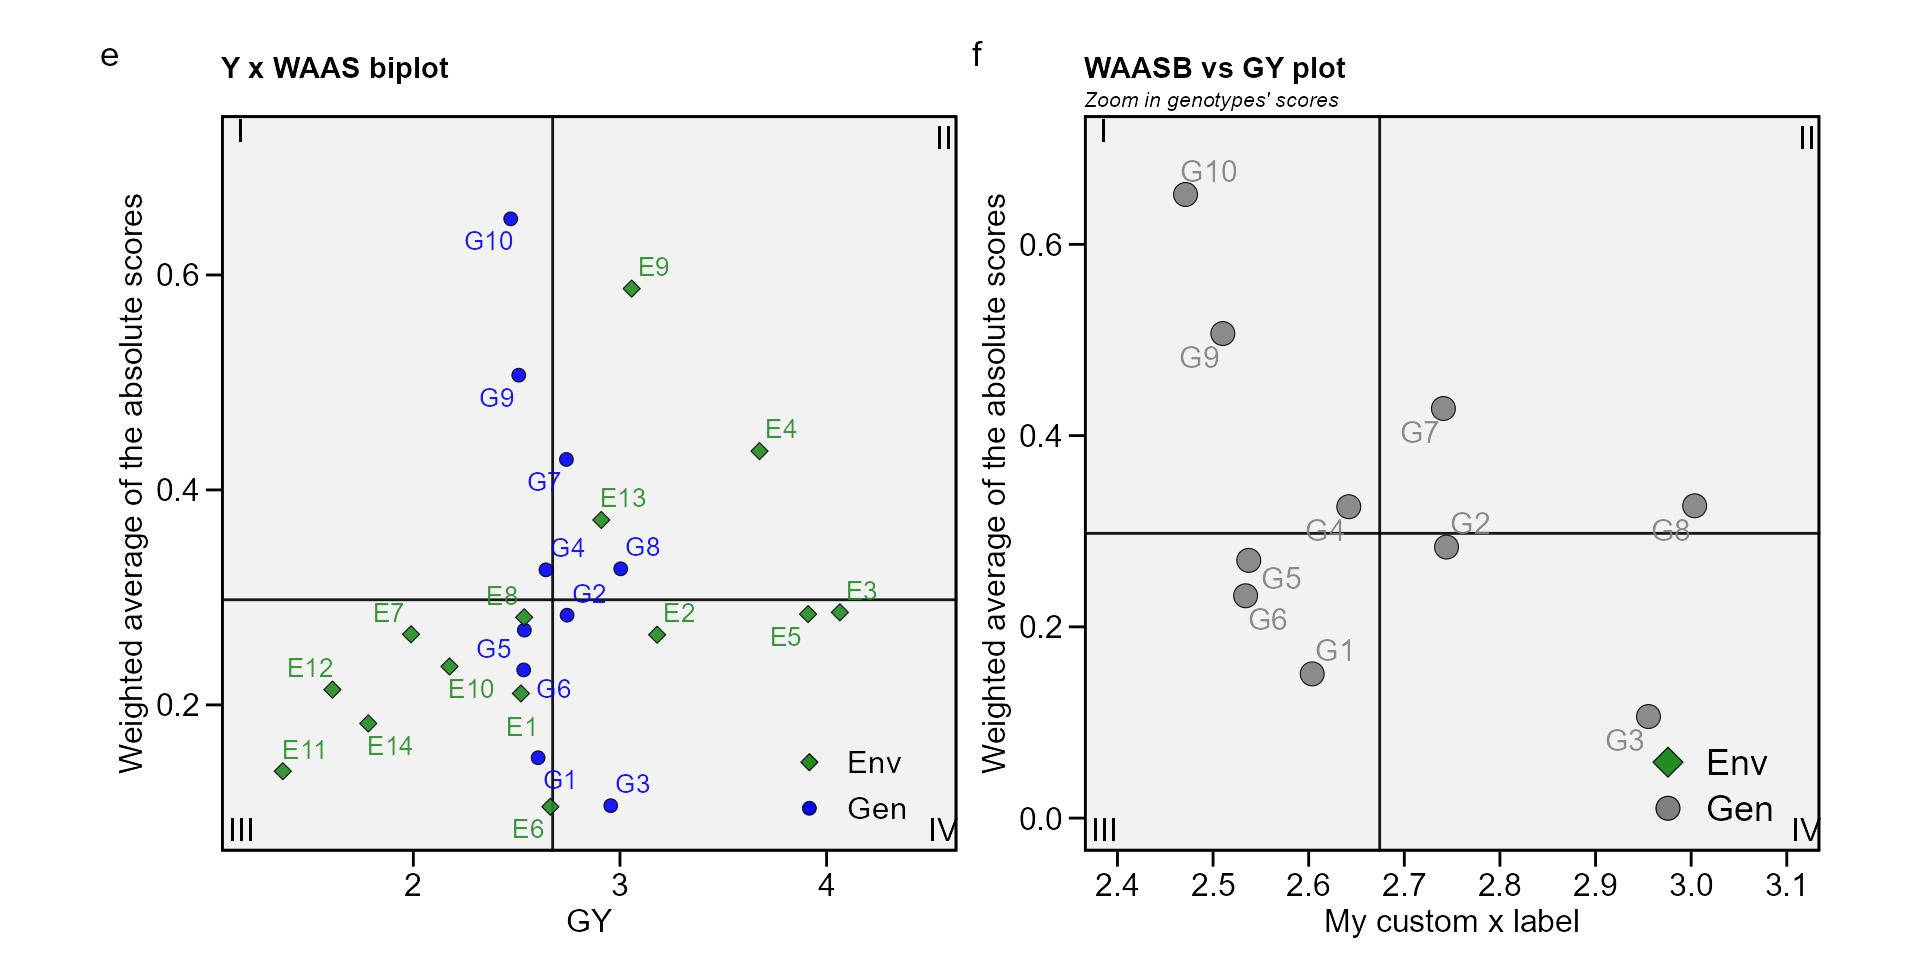 e
Y x WAAS biplot
I
II
G10
E9
0.6
G9
E4
G7
0.4
E13
G4
G8
E8
G2
E3
E7
E2
E5
G5
E12
E10
G6
0.2
E1
E14
E11
G1
G3
E6
Env
Gen
III
IV
2 3 4
GY
Weighted average of the absolute scores
f
WAASB vs GY plot
Zoom in genotypes' scores
I
II
G10
0.6
G9
G7
0.4
G4
G2
G8
G5
G6
0.2
G1
G3
Env
Gen
0.0
III
IV
2.4 2.5 2.6 2.7 2.8 2.9 3.0 3.1
My custom x label
Weighted average of the absolute scores